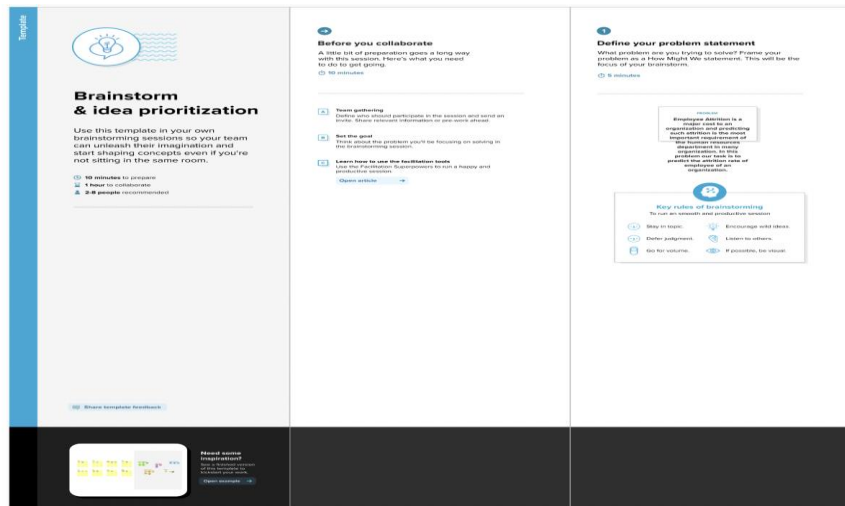 Template
Brainstorm
& idea prioritization
Use this template in your own
brainstorming sessions so your team
can unleash their imagination and
start shaping concepts even if you're
not sitting in the same room.
10 minutes to prepare
1 hour to collaborate
2-8 people recommended
Share template feedback
Need some
inspiration?
See a finished version
of this template to
kickstart your work.
Open example →
Before you collaborate
A little bit of preparation goes a long way
with this session. Here's what you need
to do to get going.
10 minutes
A Team gathering
Define who should participate in the session and send an
invite. Share relevant information or pre-work ahead.
B Set the goal
Think about the problem you'll be focusing on solving in
the brainstorming session.
C Learn how to use the facilitation tools
Use the Facilitation Superpowers to run a happy and
productive session.
Open article →
1
Define your problem statement
What problem are you trying to solve? Frame your
problem as a How Might We statement. This will be the
focus of your brainstorm.
5 minutes
PROBLEM
Employee Attrition is a
major cost to an
organization and predicting
such attrition is the most
important requirement of
the human resources
department in many
organization. In this
problem our task is to
predict the attrition rate of
employee of an
organization.
Key rules of brainstorming
To run an smooth and productive session
Stay in topic.
Encourage wild ideas.
Defer judgment.
Listen to others.
Go for volume.
If possible, be visual.